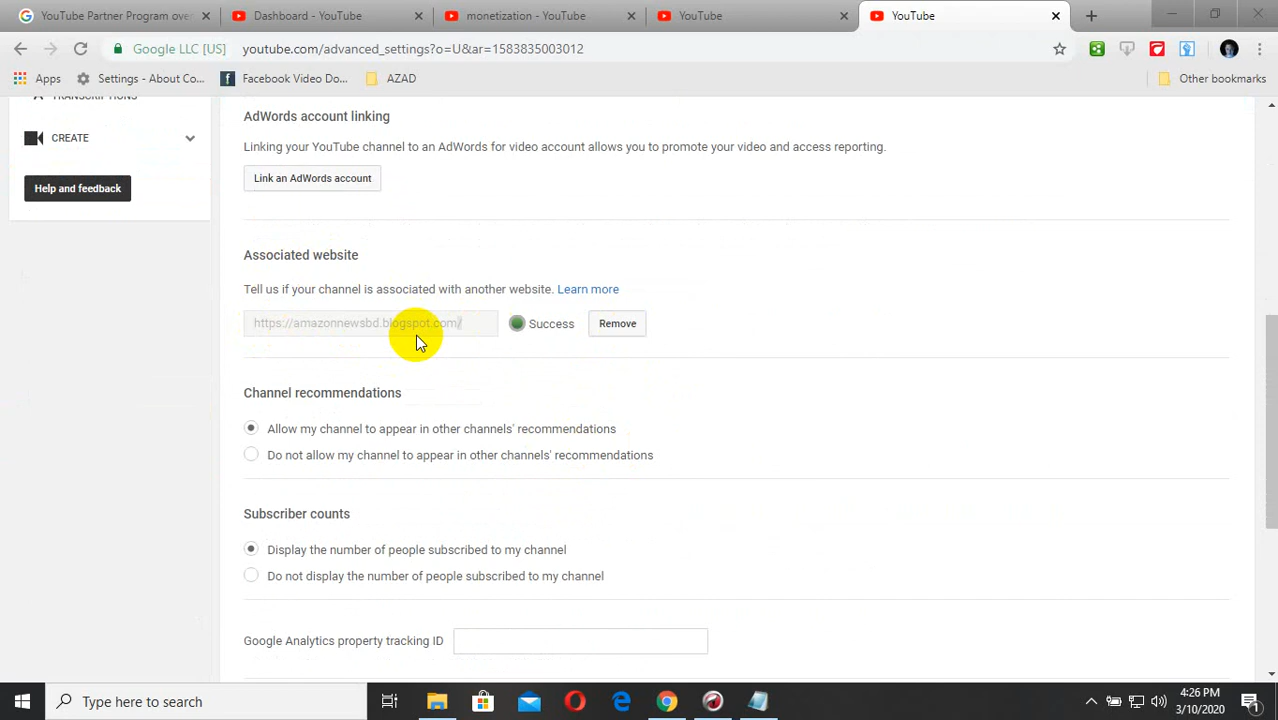 YouTube Partner Program over
Dashboard - YouTube
monetization - YouTube
YouTube
YouTube
Google LLC [US]
youtube.com/advanced_settings?o=U&ar=1583835003012
Apps
Settings - About Co...
Facebook Video Do...
AZAD
Other bookmarks
TRANSCRIPTIONS
CREATE
Help and feedback
AdWords account linking
Linking your YouTube channel to an AdWords for video account allows you to promote your video and access reporting.
Link an AdWords account
Associated website
Tell us if your channel is associated with another website. Learn more
https://amazonnewsbd.blogspot.com/
Success
Remove
Channel recommendations
Allow my channel to appear in other channels' recommendations
Do not allow my channel to appear in other channels' recommendations
Subscriber counts
Display the number of people subscribed to my channel
Do not display the number of people subscribed to my channel
Google Analytics property tracking ID
Type here to search
4:26 PM
3/10/2020
1